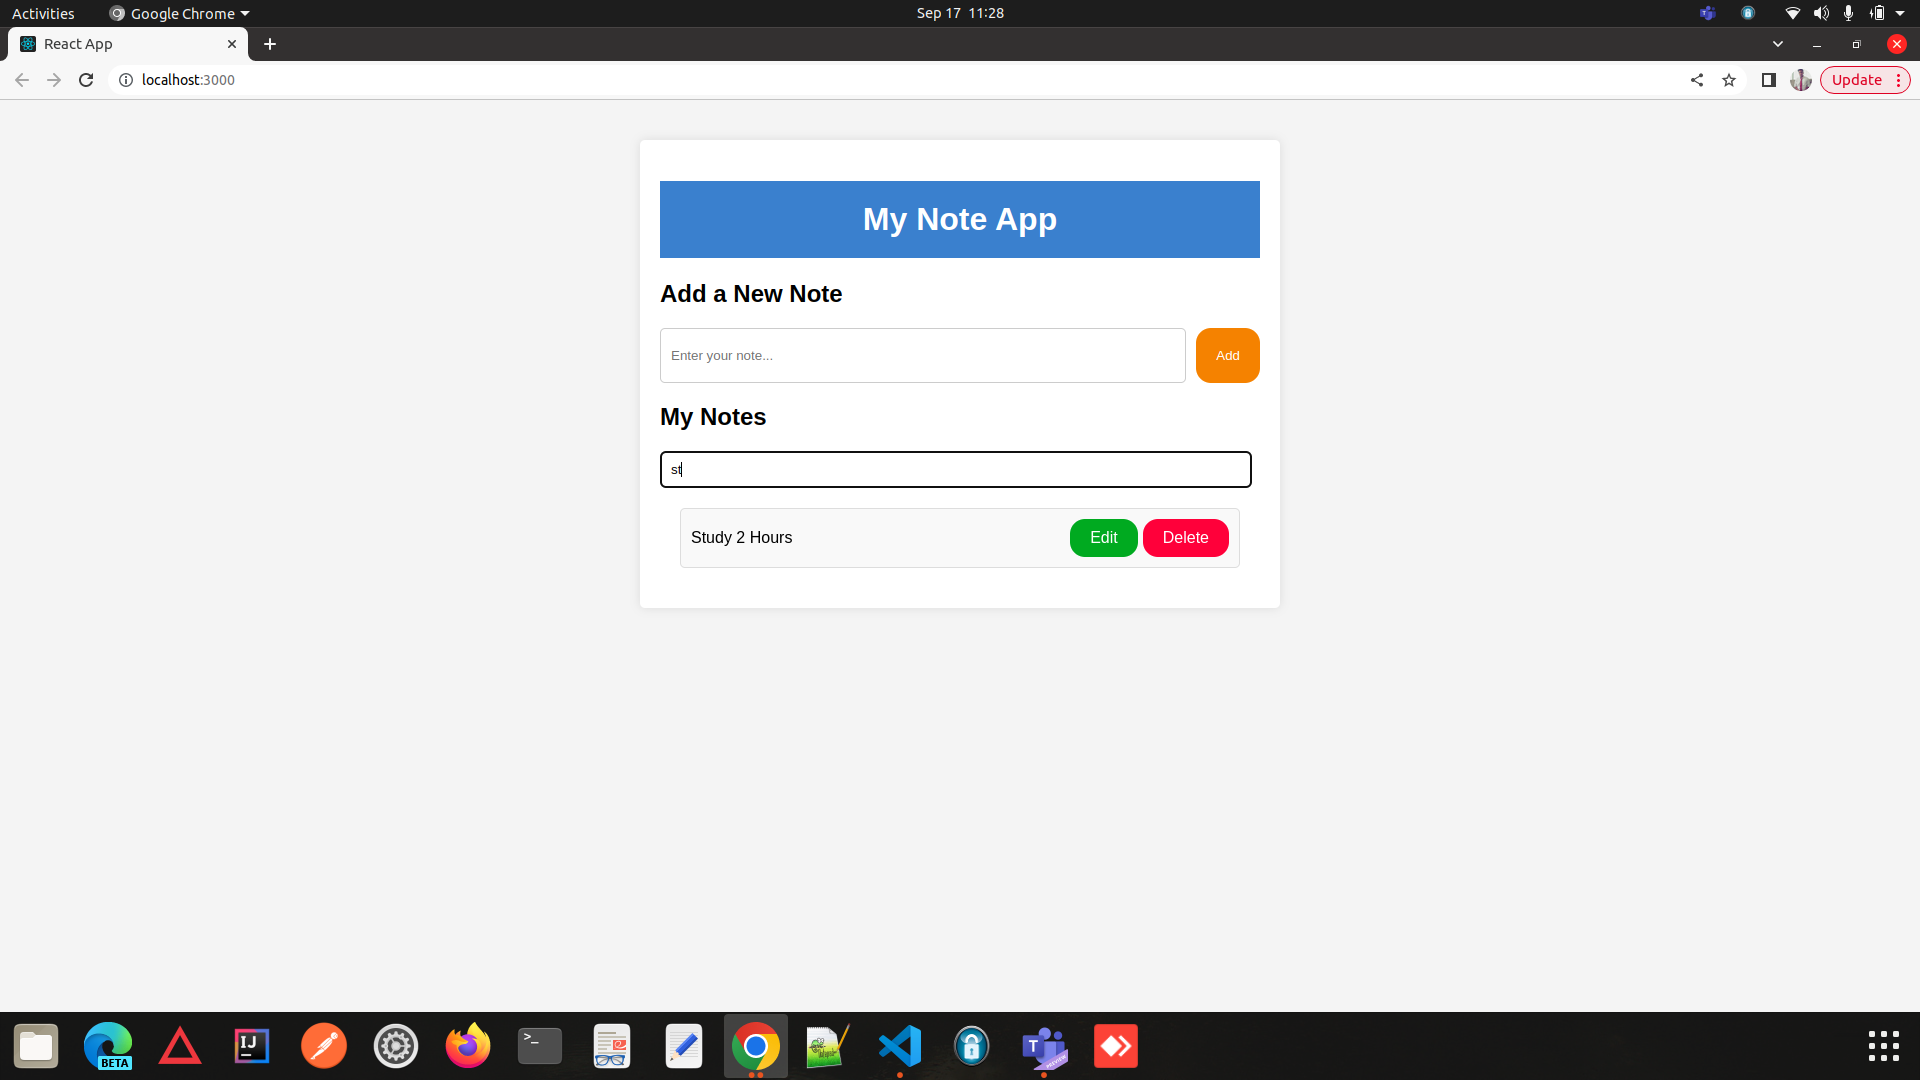 Activities
Google Chrome
Sep 17 11:28
React App
localhost:3000
Update
My Note App
Add a New Note
Enter your note...
Add
My Notes
st
Study 2 Hours
Edit
Delete
BETA
IJ
>_
T
PREVIEW